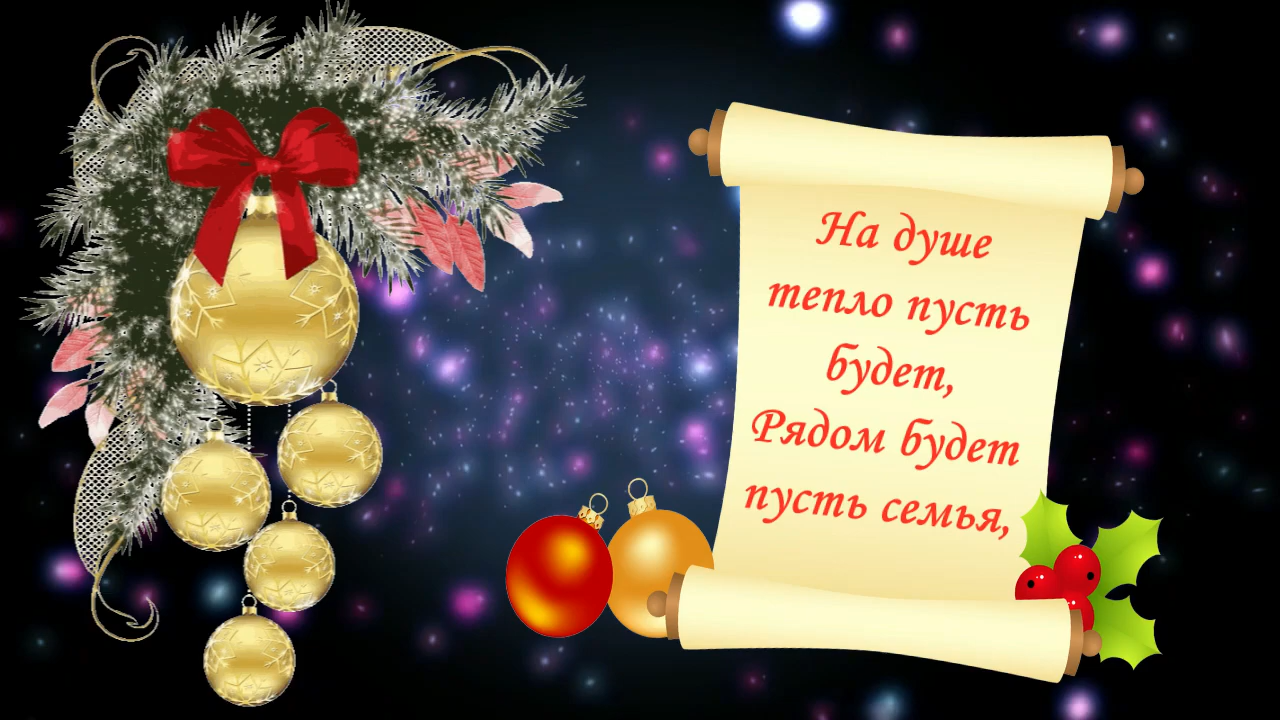 На душе
тепло пусть
будет,
Рядом будет
пусть семья,